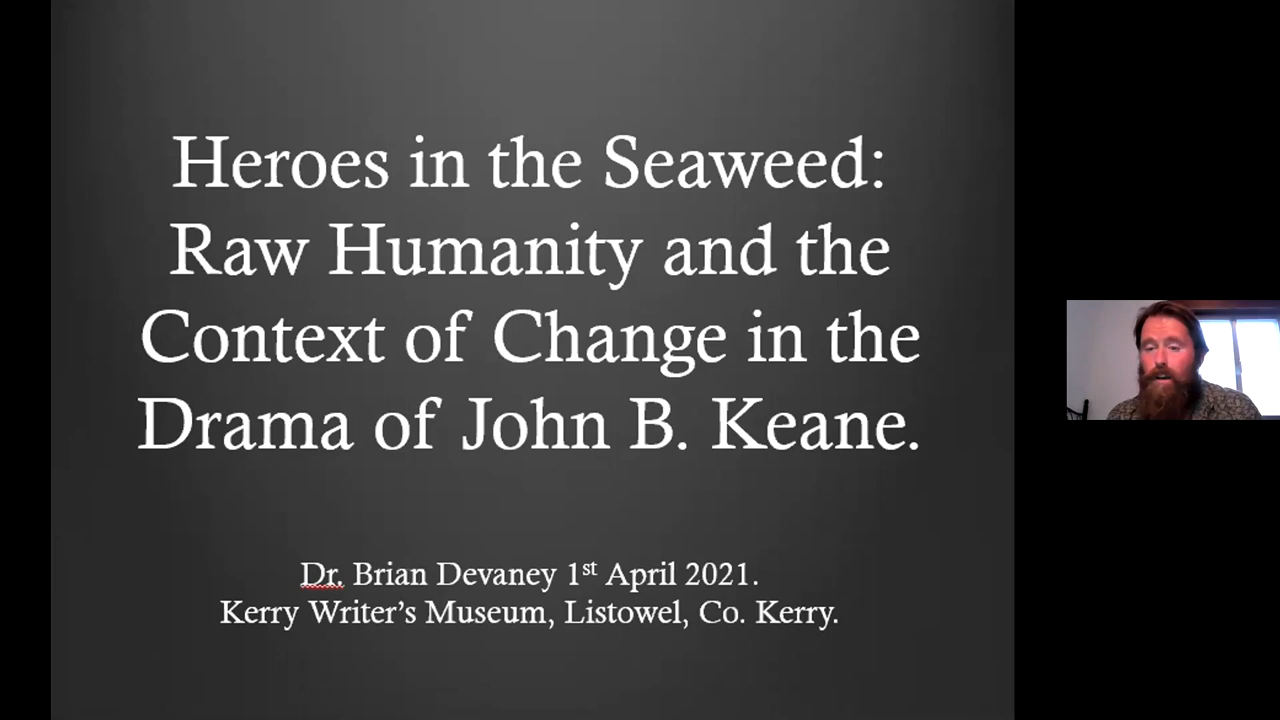 Heroes in the Seaweed:
Raw Humanity and the
Context of Change in the
Drama of John B. Keane.
Dr. Brian Devaney 1st April 2021.
Kerry Writer’s Museum, Listowel, Co. Kerry.